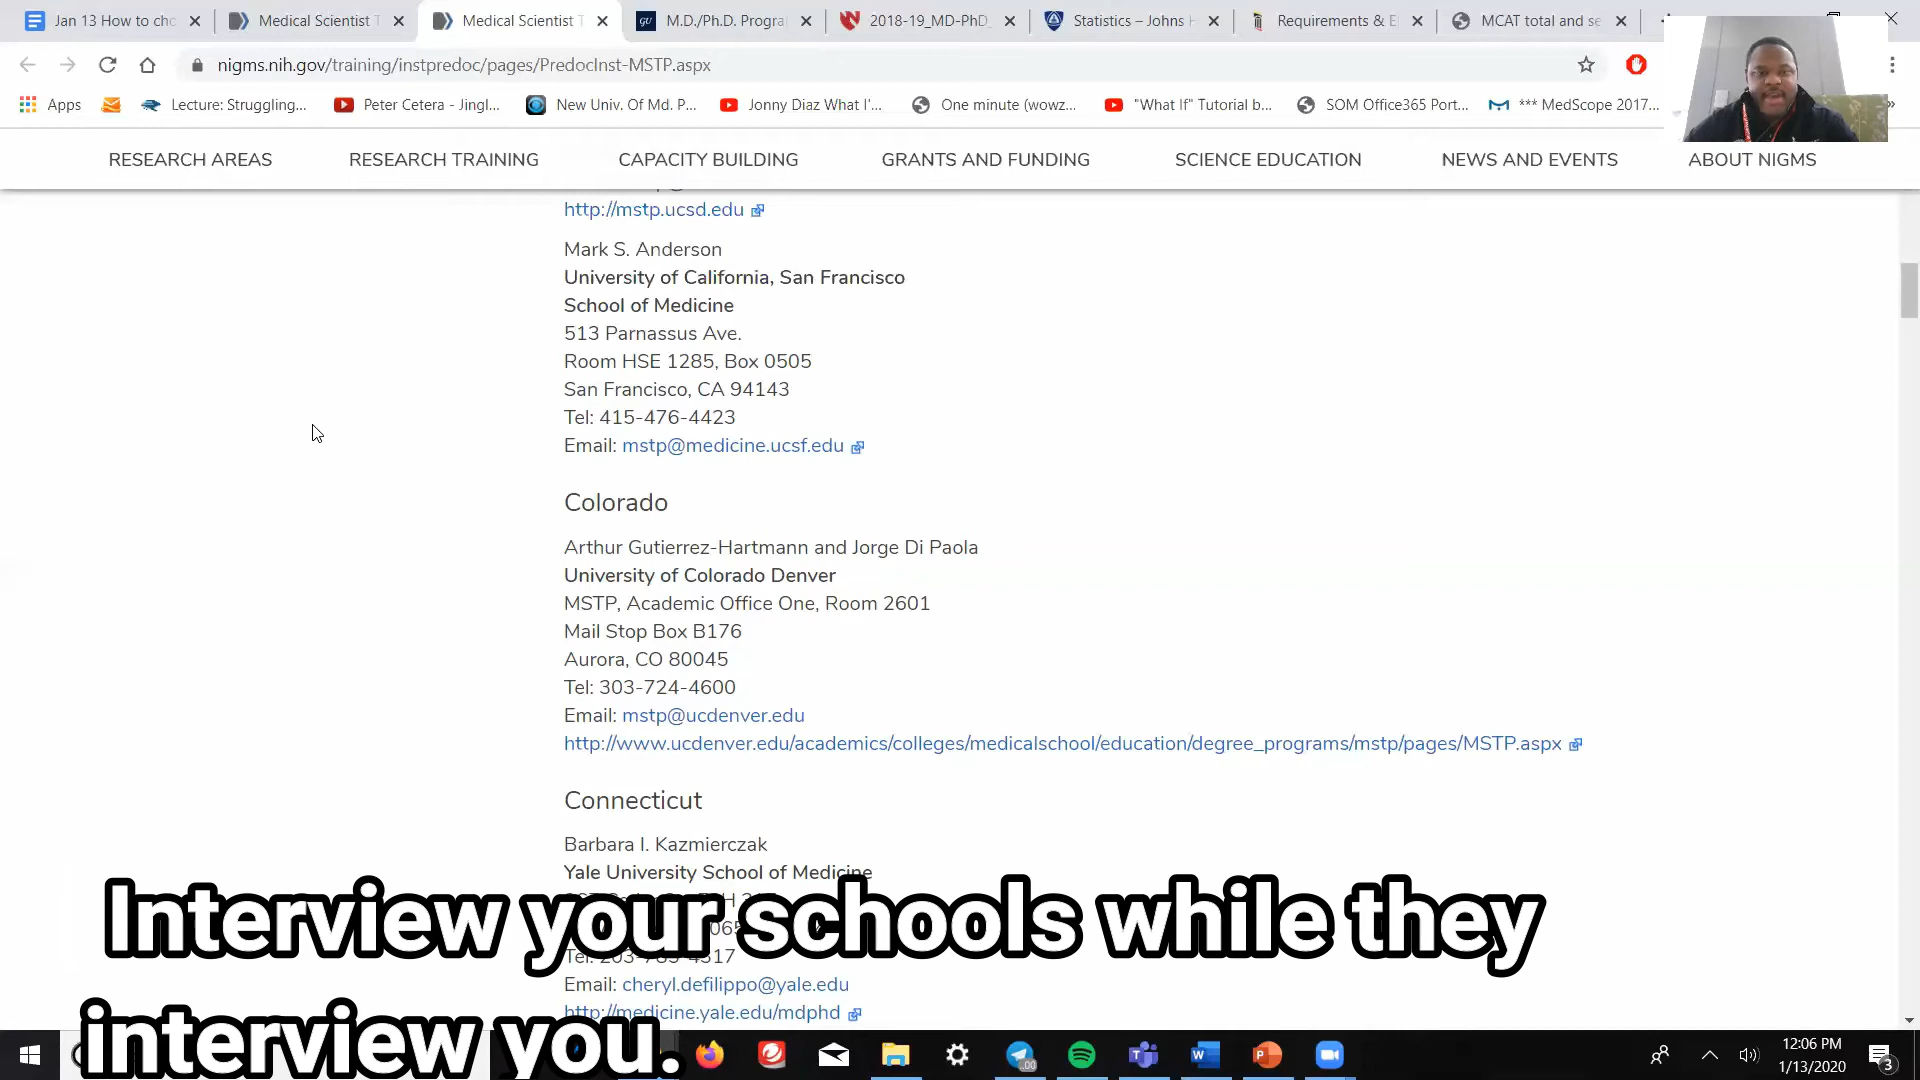 Jan 13 How to cho
Medical Scientist T
Medical Scientist T
M.D./Ph.D. Progra
2018-19_MD-PhD_
Statistics – Johns H
Requirements & E
MCAT total and se
nigms.nih.gov/training/instpredoc/pages/PredocInst-MSTP.aspx
Apps
Lecture: Struggling...
Peter Cetera - Jingl...
New Univ. Of Md. P...
Jonny Diaz What I'...
One minute (wowz...
"What If" Tutorial b...
SOM Office365 Port...
*** MedScope 2017...
RESEARCH AREAS
RESEARCH TRAINING
CAPACITY BUILDING
GRANTS AND FUNDING
SCIENCE EDUCATION
NEWS AND EVENTS
ABOUT NIGMS
http://mstp.ucsd.edu
Mark S. Anderson
University of California, San Francisco
School of Medicine
513 Parnassus Ave.
Room HSE 1285, Box 0505
San Francisco, CA 94143
Tel: 415-476-4423
Email: mstp@medicine.ucsf.edu
Colorado
Arthur Gutierrez-Hartmann and Jorge Di Paola
University of Colorado Denver
MSTP, Academic Office One, Room 2601
Mail Stop Box B176
Aurora, CO 80045
Tel: 303-724-4600
Email: mstp@ucdenver.edu
http://www.ucdenver.edu/academics/colleges/medicalschool/education/degree_programs/mstp/pages/MSTP.aspx
Connecticut
Barbara I. Kazmierczak
Yale University School of Medicine
Interview your schools while they
Email: cheryl.defilippo@yale.edu
http://medicine.yale.edu/mdphd
interview you.
12:06 PM
1/13/2020
3